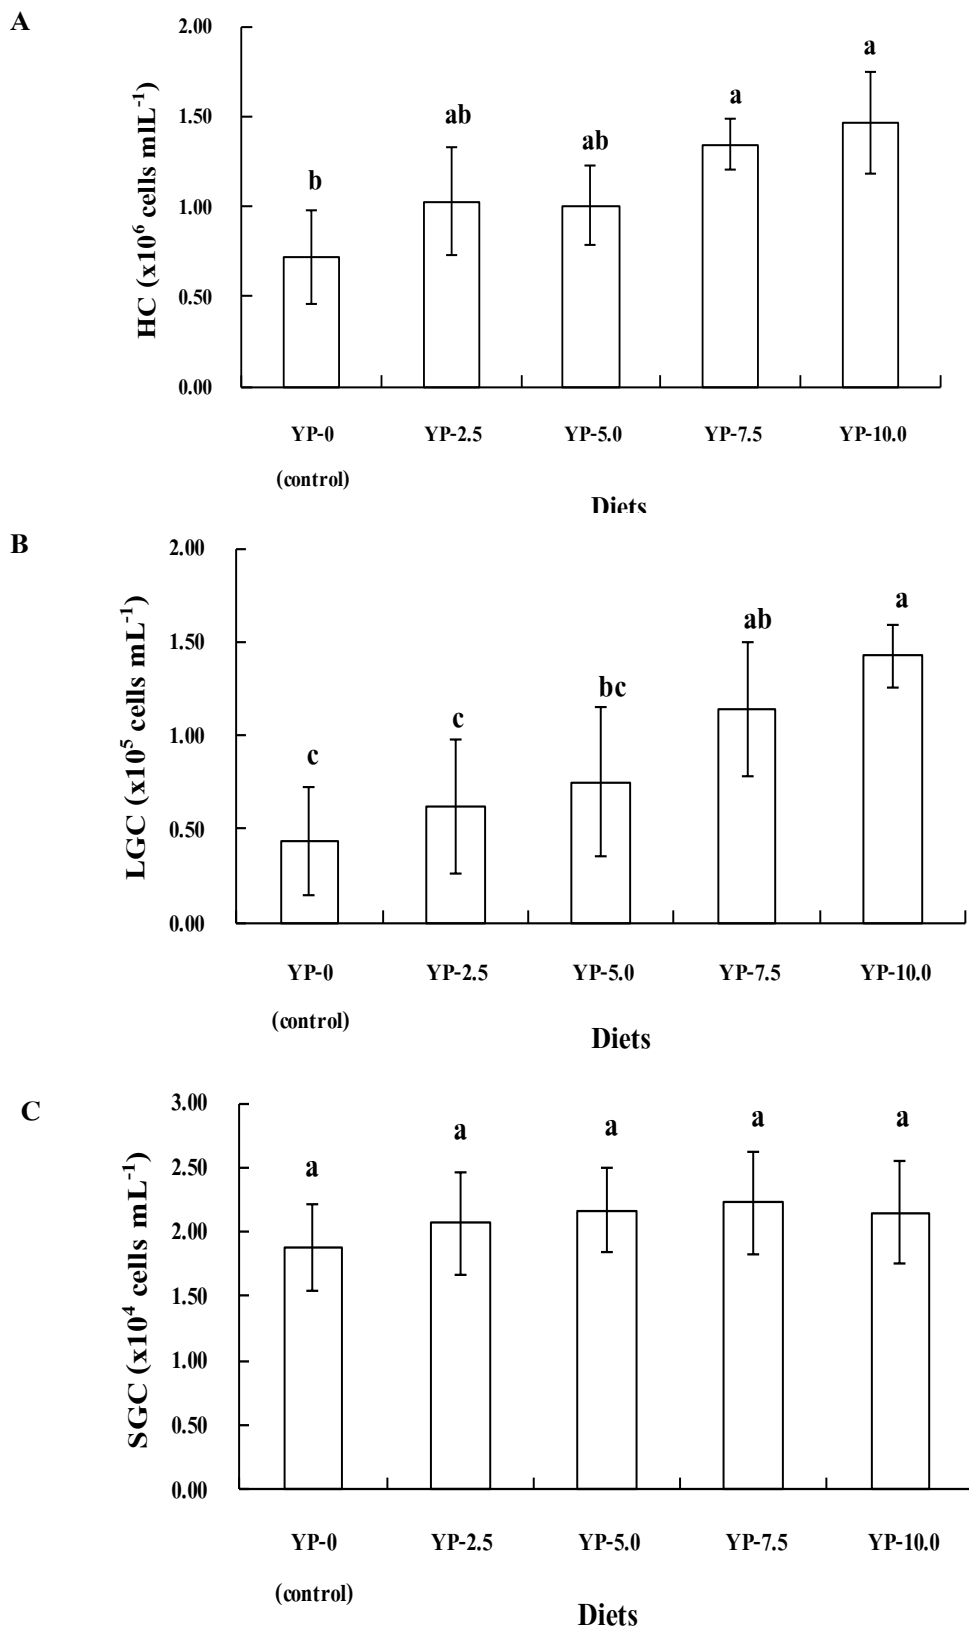 A
2.00
1.50
1.00
0.50
0.00
HC (x10⁶ cells mlL⁻¹)
b
ab
ab
a
a
YP-0 YP-2.5 YP-5.0 YP-7.5 YP-10.0
(control)
Diets
B
2.00
1.50
1.00
0.50
0.00
LGC (x10⁵ cells mL⁻¹)
c
c
bc
ab
a
YP-0 YP-2.5 YP-5.0 YP-7.5 YP-10.0
(control)
Diets
C
3.00
2.50
2.00
1.50
1.00
0.50
0.00
SGC (x10⁴ cells mL⁻¹)
a
a
a
a
a
YP-0 YP-2.5 YP-5.0 YP-7.5 YP-10.0
(control)
Diets